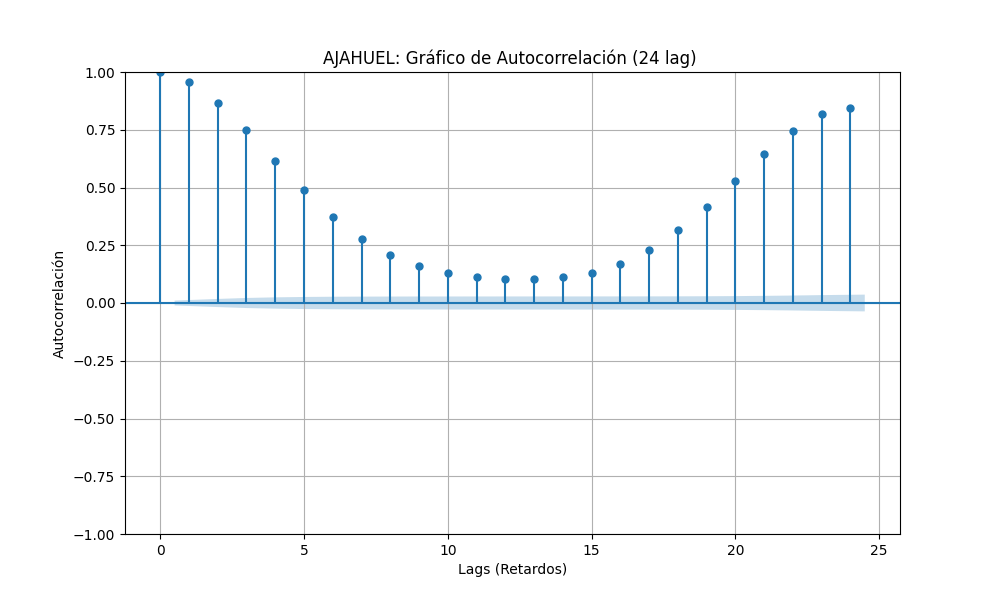 AJAHUEL: Gráfico de Autocorrelación (24 lag)
1.00
0.75
0.50
0.25
0.00
−0.25
−0.50
−0.75
−1.00
Autocorrelación
0 5 10 15 20 25
Lags (Retardos)